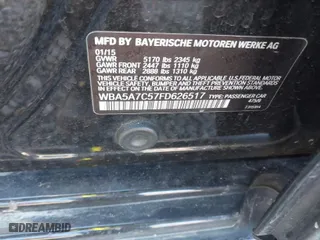 MFD BY BAYERISCHE MOTOREN WERKE AG
01/15
GVWR 5170 lbs 2345 kg
GAWR FRONT 2447 lbs 1110 kg
GAWR REAR 2888 lbs 1310 kg
THIS VEHICLE CONFORMS TO ALL APPLICABLE
FEDERAL MOTOR VEHICLE SAFETY, BUMPER,
AND THEFT PREVENTION STANDARDS IN EFFECT ON THE
DATE OF MANUFACTURE SHOWN ABOVE.
WBA5A7C57FD626517 TYPE: PASSENGER CAR
475/8
DREAMBID